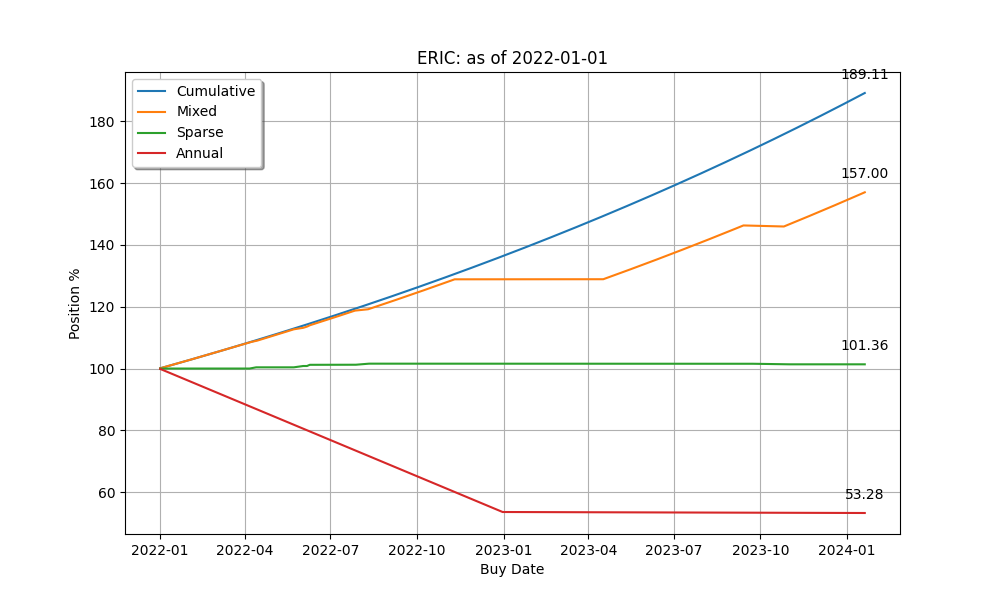 ERIC: as of 2022-01-01
189.11
Cumulative
Mixed
Sparse
Annual
157.00
101.36
53.28
Position %
180
160
140
120
100
80
60
2022-01
2022-04
2022-07
2022-10
2023-01
2023-04
2023-07
2023-10
2024-01
Buy Date